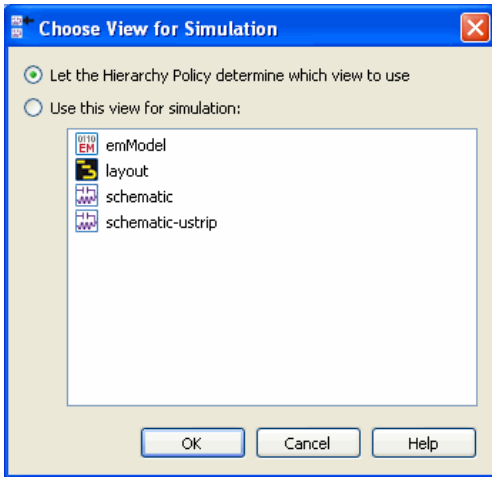 Choose View for Simulation
Let the Hierarchy Policy determine which view to use
Use this view for simulation:
0110
EM emModel
layout
schematic
schematic-ustrip
OK Cancel Help